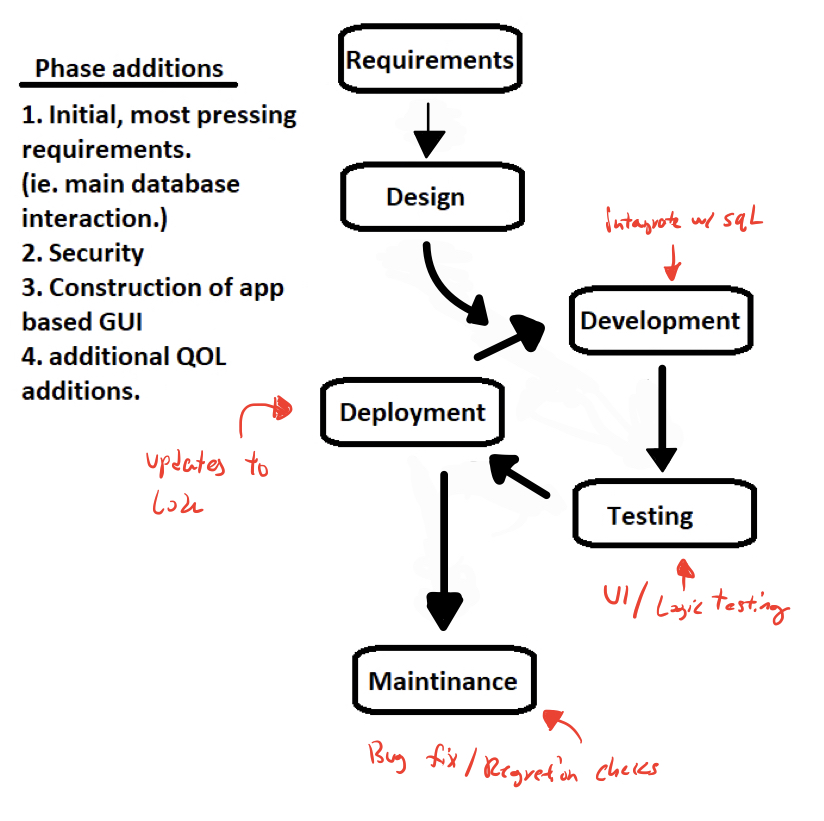 Phase additions
1. Initial, most pressing
requirements.
(ie. main database
interaction.)
2. Security
3. Construction of app
based GUI
4. additional QOL
additions.
Requirements
Design
Intagrate w/ sqL
Development
Deployment
updates to
Testing
UI/Logic testing
Maintinance
Bug fix/Regretion checks